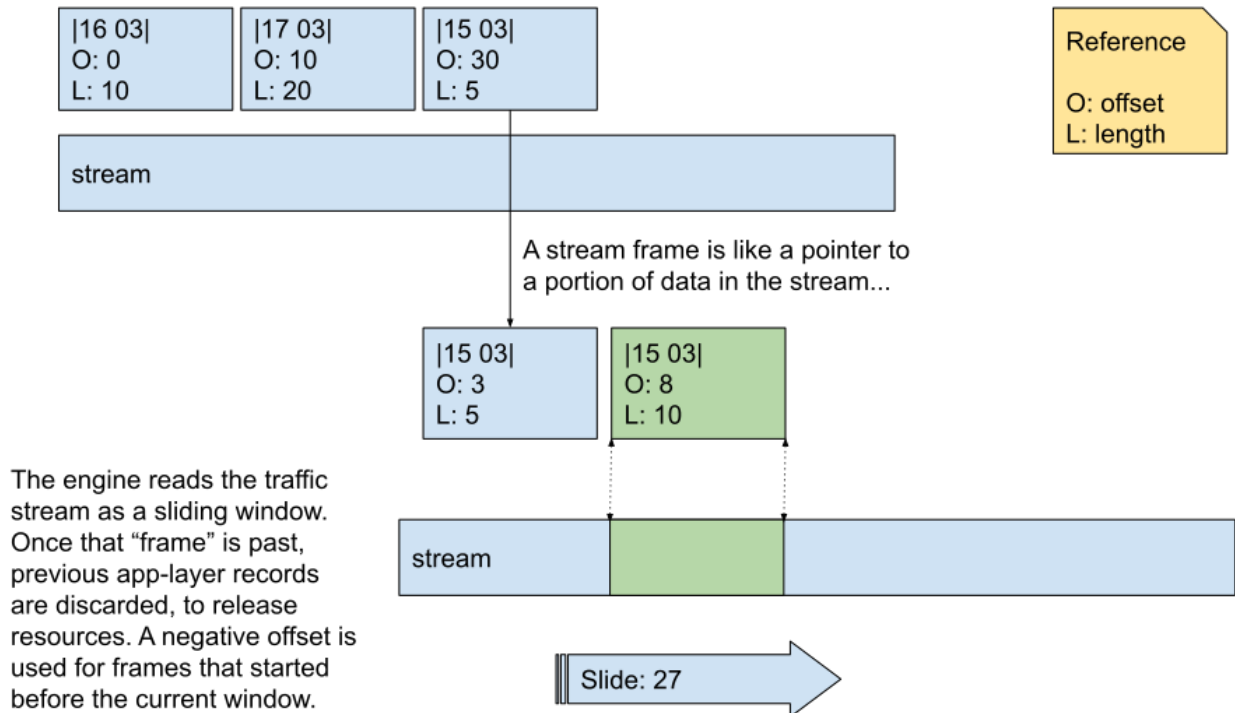 |16 03|
O: 0
L: 10
|17 03|
O: 10
L: 20
|15 03|
O: 30
L: 5
Reference
O: offset
L: length
stream
A stream frame is like a pointer to
a portion of data in the stream...
|15 03|
O: 3
L: 5
|15 03|
O: 8
L: 10
The engine reads the traffic
stream as a sliding window.
Once that “frame” is past,
previous app-layer records
are discarded, to release
resources. A negative offset is
used for frames that started
before the current window.
stream
Slide: 27